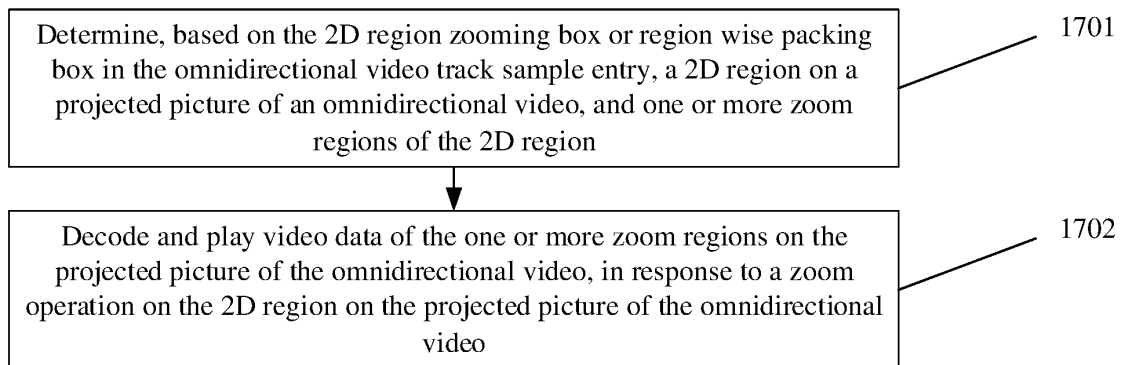 Determine, based on the 2D region zooming box or region wise packing
box in the omnidirectional video track sample entry, a 2D region on a
projected picture of an omnidirectional video, and one or more zoom
regions of the 2D region
1701
Decode and play video data of the one or more zoom regions on the
projected picture of the omnidirectional video, in response to a zoom
operation on the 2D region on the projected picture of the omnidirectional
video
1702